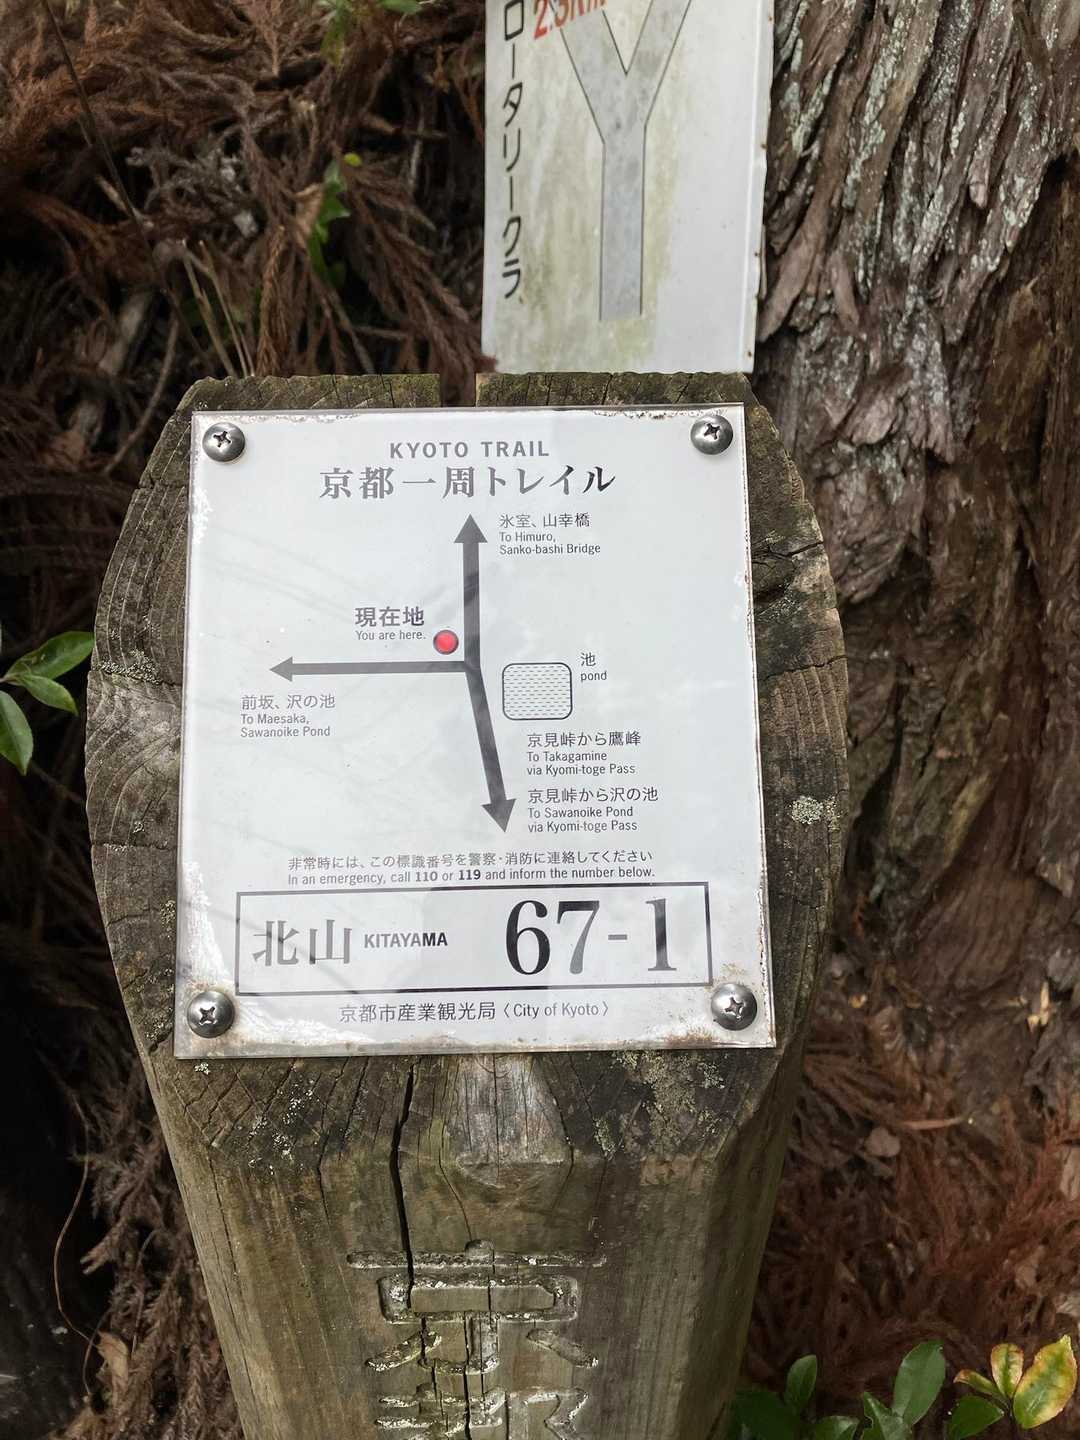 2.3Km
ロータリークラ
KYOTO TRAIL
京都一周トレイル
氷室、山幸橋
To Himuro,
Sanko-bashi Bridge
現在地
You are here.
池
pond
前坂、沢の池
To Maesaka,
Sawanoike Pond
京見峠から鷹峰
To Takagamine
via Kyomi-toge Pass
京見峠から沢の池
To Sawanoike Pond
via Kyomi-toge Pass
非常時には、この標識番号を警察・消防に連絡してください
In an emergency, call 110 or 119 and inform the number below.
北山 KITAYAMA 67-1
京都市産業観光局〈City of Kyoto〉
京
都